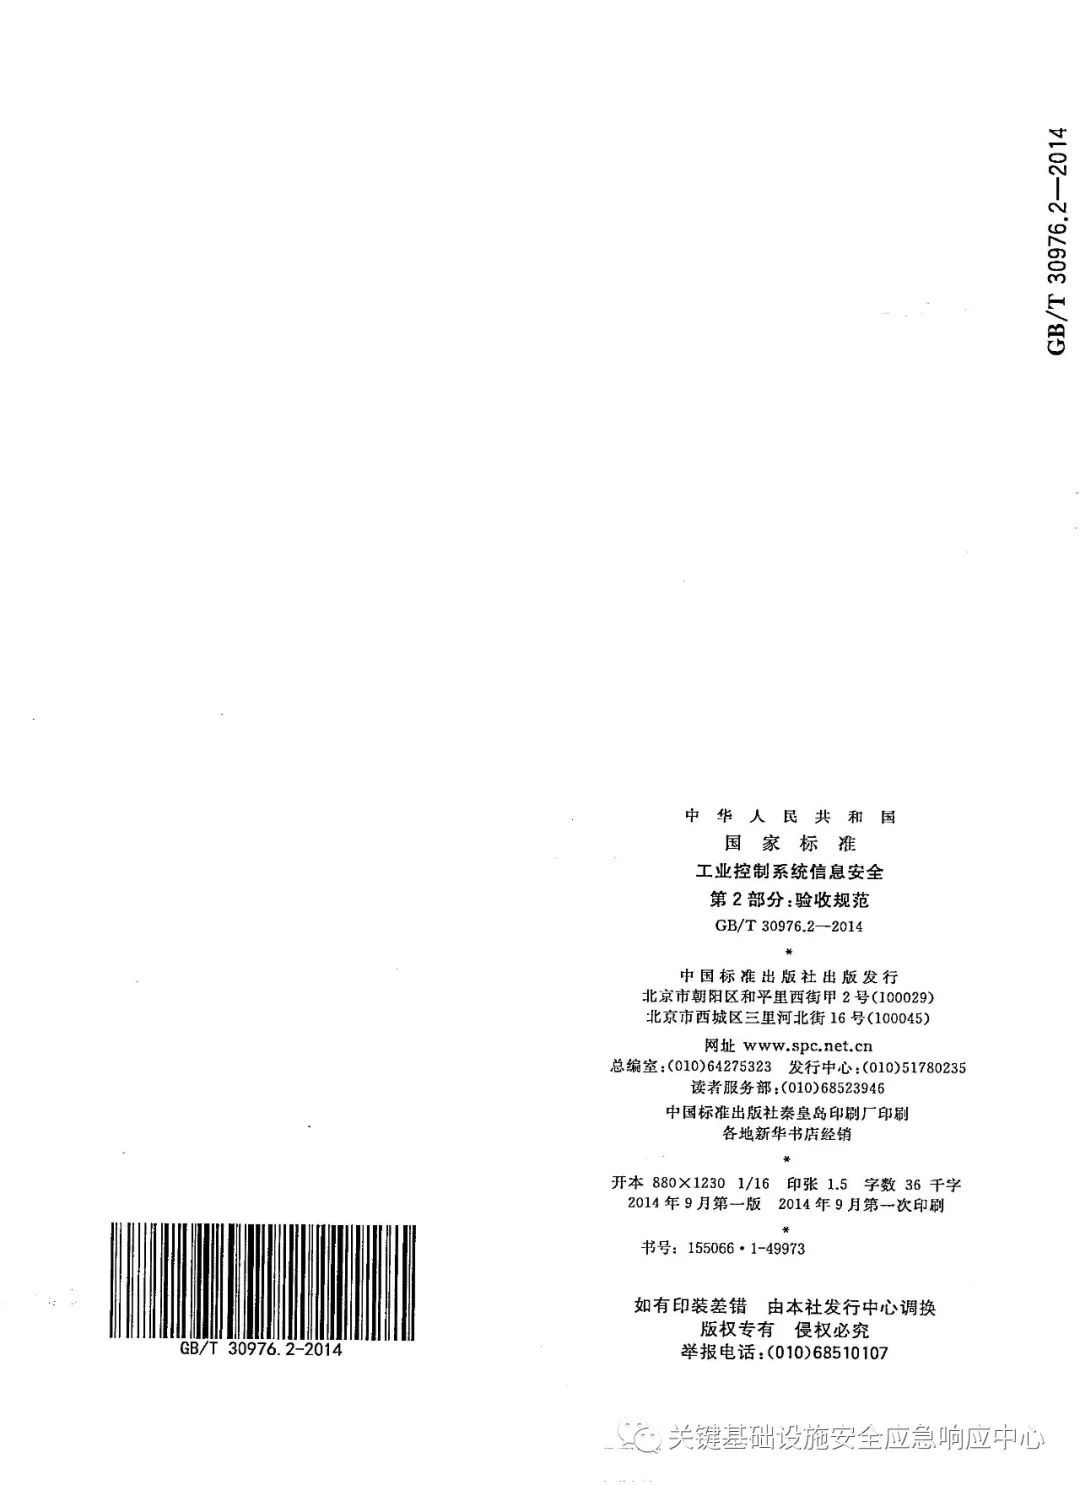 GB/T 30976.2—2014
中华人民共和国
国家标准
工业控制系统信息安全
第2部分:验收规范
GB/T 30976.2—2014
*
中国标准出版社出版发行
北京市朝阳区和平里西街甲2号(100029)
北京市西城区三里河北街16号(100045)
网址 www.spc.net.cn
总编室:(010)64275323 发行中心:(010)51780235
读者服务部:(010)68523946
中国标准出版社秦皇岛印刷厂印刷
各地新华书店经销
*
开本 880×1230 1/16 印张 1.5 字数 36 千字
2014年9月第一版 2014年9月第一次印刷
*
书号: 155066·1-49973
如有印装差错 由本社发行中心调换
版权专有 侵权必究
举报电话:(010)68510107
GB/T 30976.2-2014
关键基础设施安全应急响应中心